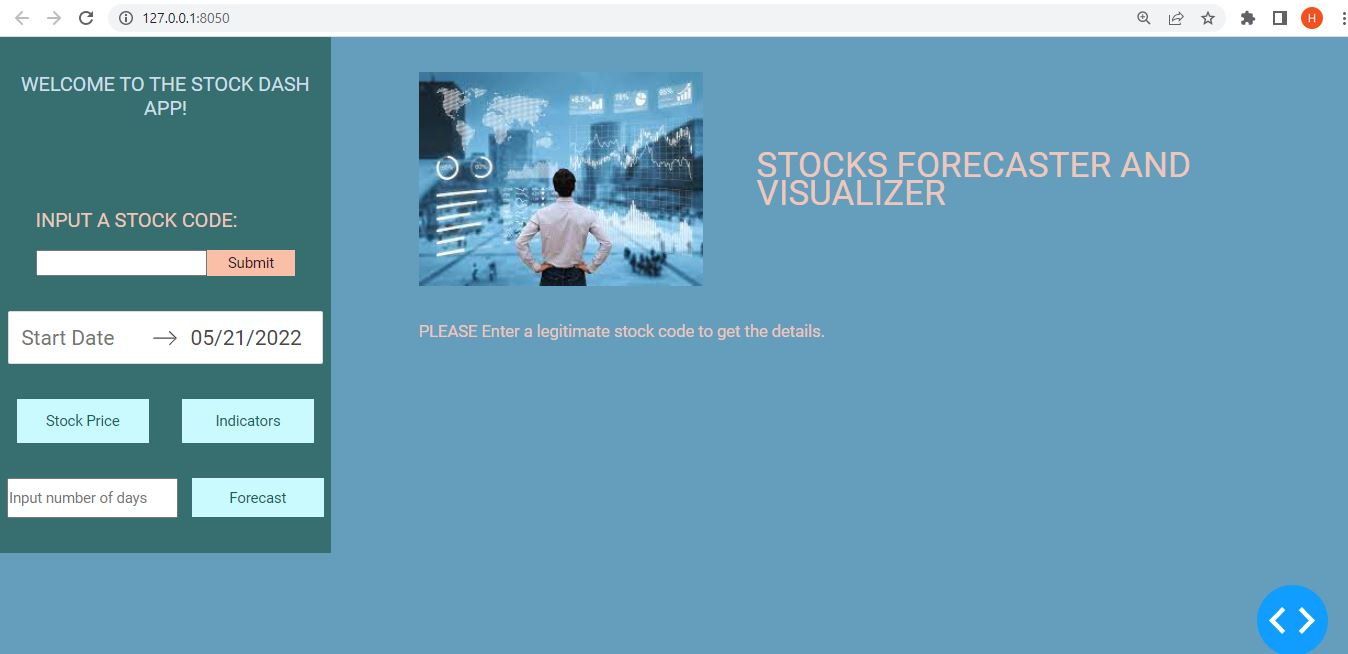 127.0.0.1:8050
H
WELCOME TO THE STOCK DASH
APP!
INPUT A STOCK CODE:
Submit
Start Date
05/21/2022
Stock Price
Indicators
Input number of days
Forecast
STOCKS FORECASTER AND
VISUALIZER
PLEASE Enter a legitimate stock code to get the details.